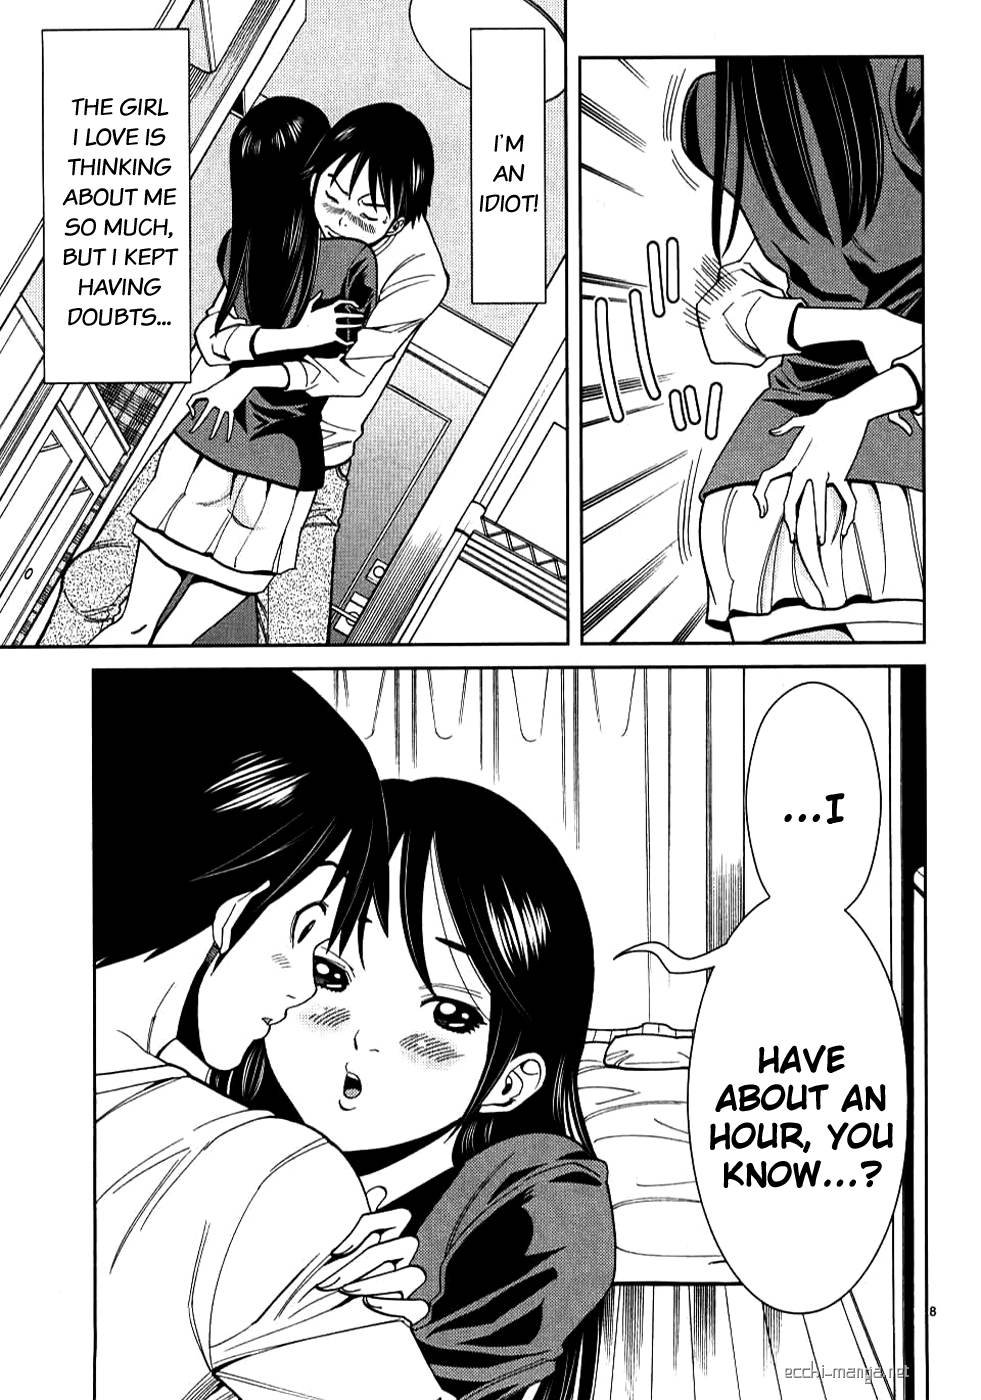 I'M
AN
IDIOT!
THE GIRL
I LOVE IS
THINKING
ABOUT ME
SO MUCH,
BUT I KEPT
HAVING
DOUBTS...
...I
HAVE
ABOUT AN
HOUR, YOU
KNOW...?
8
ecchi-manga.net